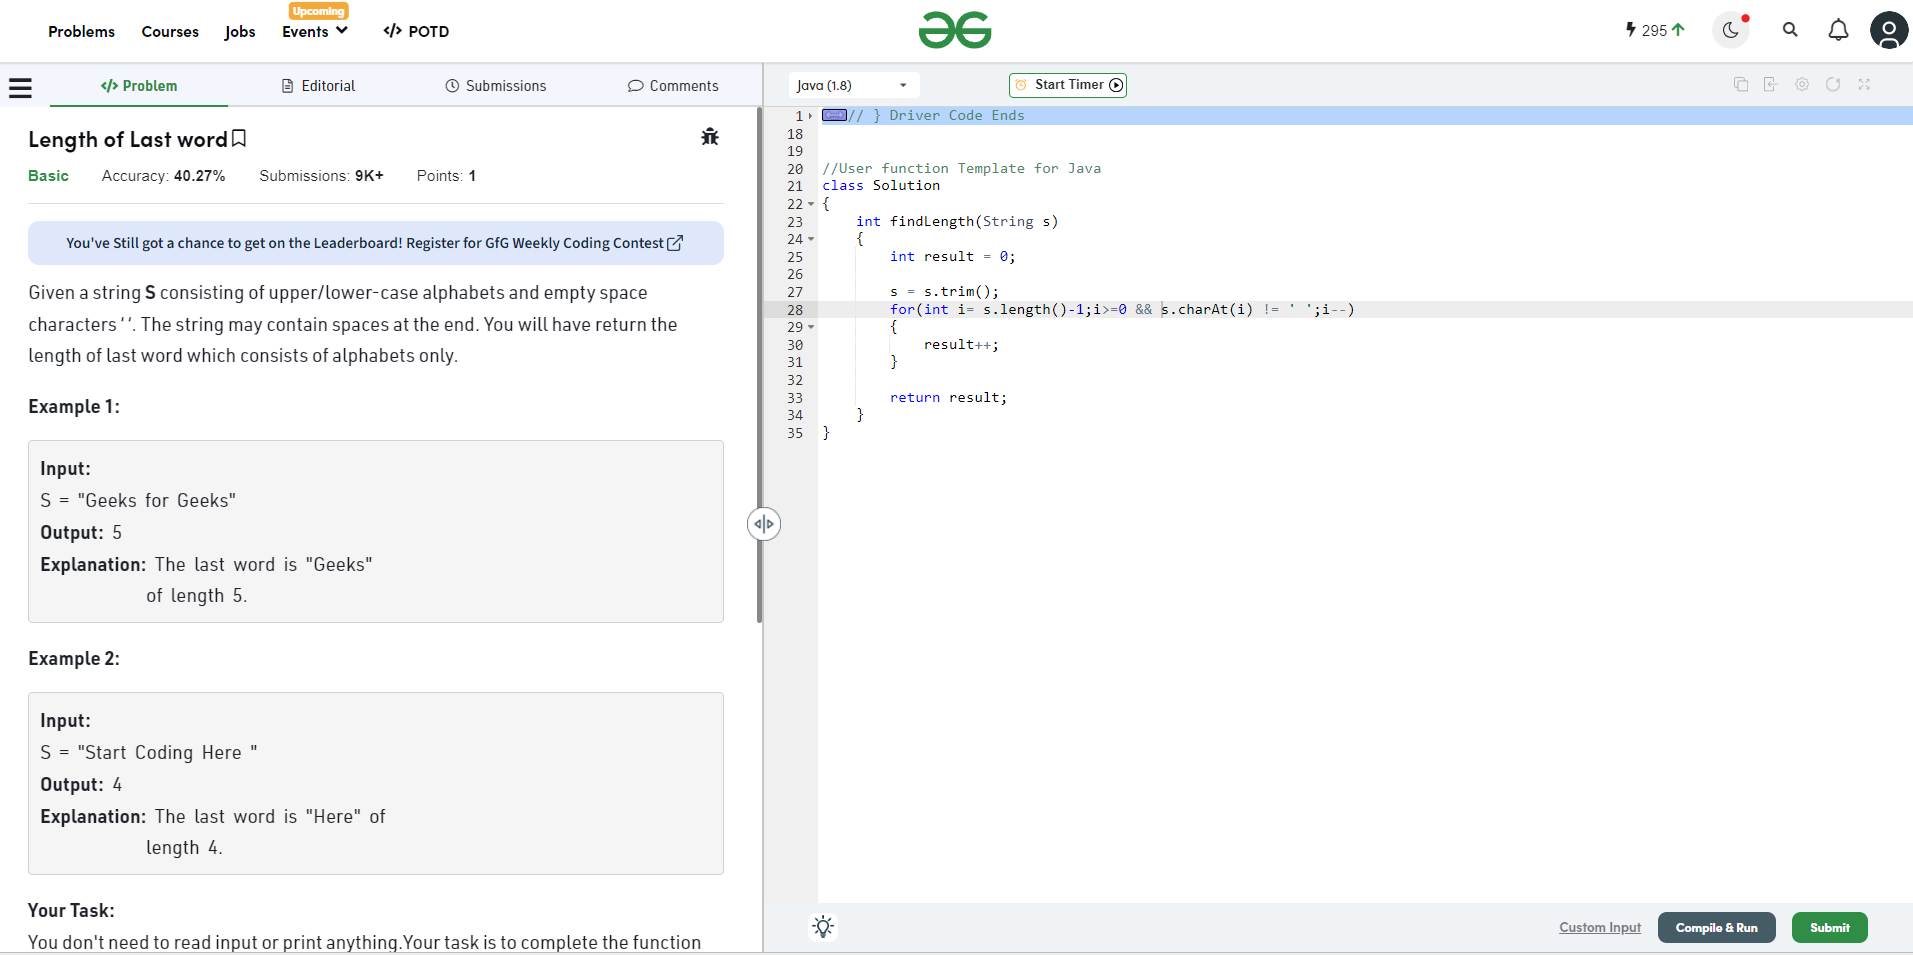 Problems Courses Jobs Events </> POTD
Upcoming
295
</> Problem Editorial Submissions Comments
Length of Last word
Basic Accuracy: 40.27% Submissions: 9K+ Points: 1
You've Still got a chance to get on the Leaderboard! Register for GfG Weekly Coding Contest
Given a string S consisting of upper/lower-case alphabets and empty space
characters ‘ ‘. The string may contain spaces at the end. You will have return the
length of last word which consists of alphabets only.
Example 1:
Input:
S = "Geeks for Geeks"
Output: 5
Explanation: The last word is "Geeks"
of length 5.
Example 2:
Input:
S = "Start Coding Here "
Output: 4
Explanation: The last word is "Here" of
length 4.
Your Task:
You don't need to read input or print anything.Your task is to complete the function
Java (1.8) Start Timer
1 // } Driver Code Ends
18
19
20 //User function Template for Java
21 class Solution
22 {
23 int findLength(String s)
24 {
25 int result = 0;
26
27 s = s.trim();
28 for(int i= s.length()-1;i>=0 && s.charAt(i) != ' ';i--)
29 {
30 result++;
31 }
32
33 return result;
34 }
35 }
Custom Input Compile & Run Submit